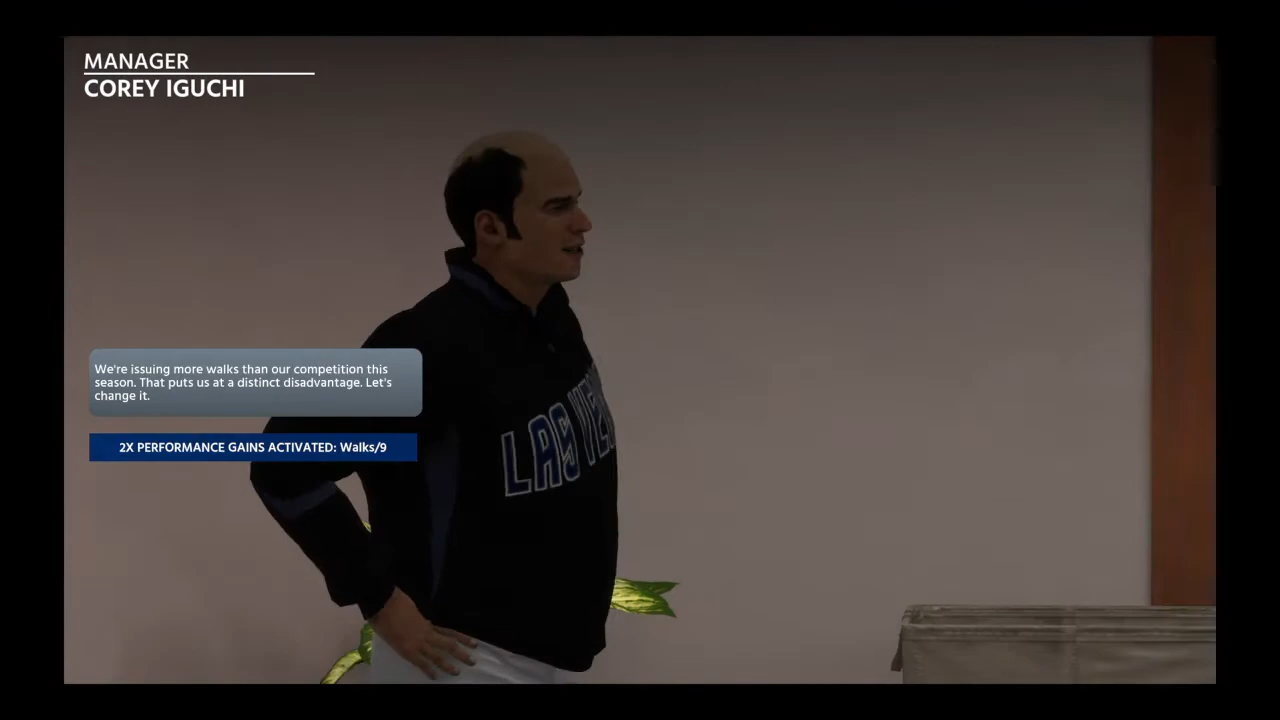 MANAGER
COREY IGUCHI
We're issuing more walks than our competition this
season. That puts us at a distinct disadvantage. Let's
change it.
2X PERFORMANCE GAINS ACTIVATED: Walks/9
LAS